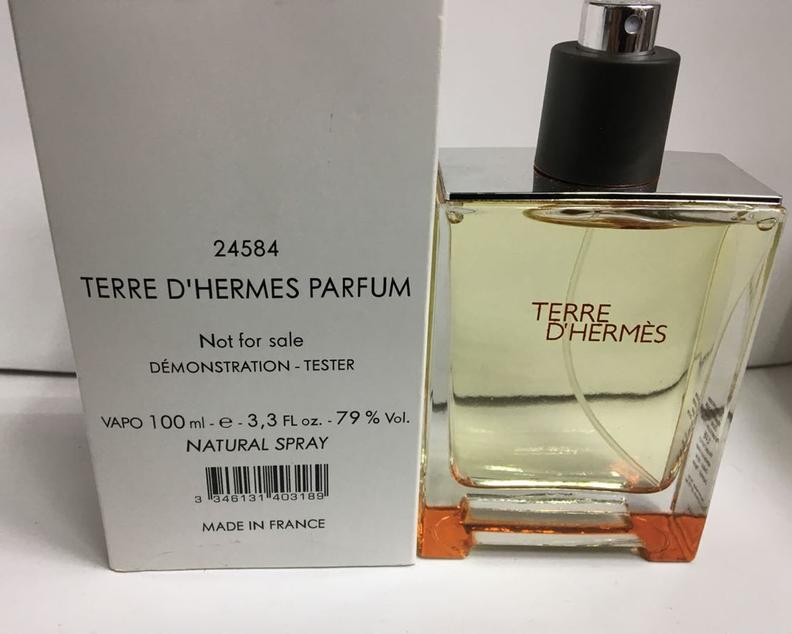 24584
TERRE D'HERMES PARFUM
Not for sale
DÉMONSTRATION - TESTER
VAPO 100 ml - e - 3,3 FL oz. - 79 % Vol.
NATURAL SPRAY
3 346131 403189
MADE IN FRANCE
TERRE
D'HERMÈS